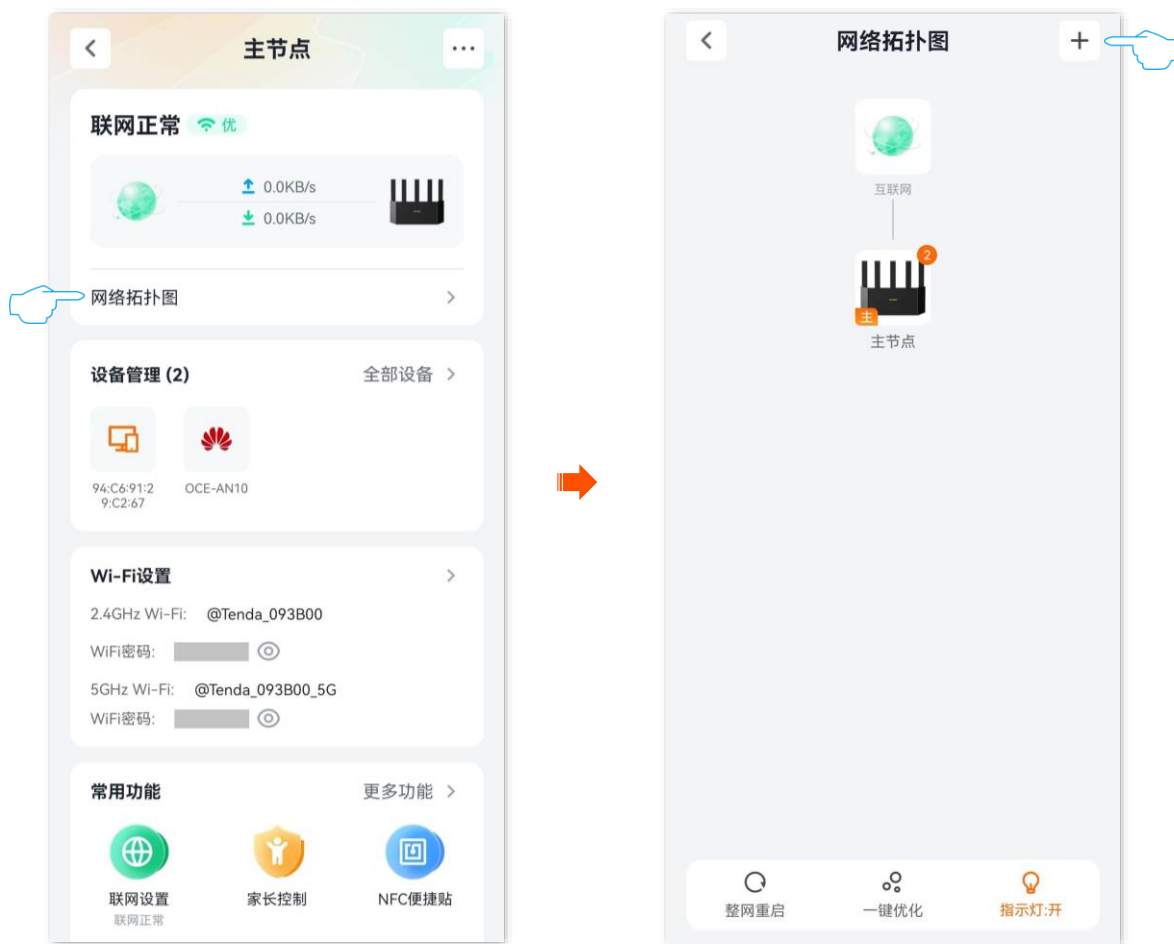 主节点
联网正常 优
0.0KB/s
0.0KB/s
网络拓扑图
设备管理 (2) 全部设备
94:C6:91:2
9:C2:67
OCE-AN10
Wi-Fi设置
2.4GHz Wi-Fi: @Tenda_093B00
WiFi密码:
5GHz Wi-Fi: @Tenda_093B00_5G
WiFi密码:
常用功能 更多功能
联网设置 家长控制 NFC便捷贴
联网正常
网络拓扑图
互联网
2
主
主节点
整网重启 一键优化 指示灯:开